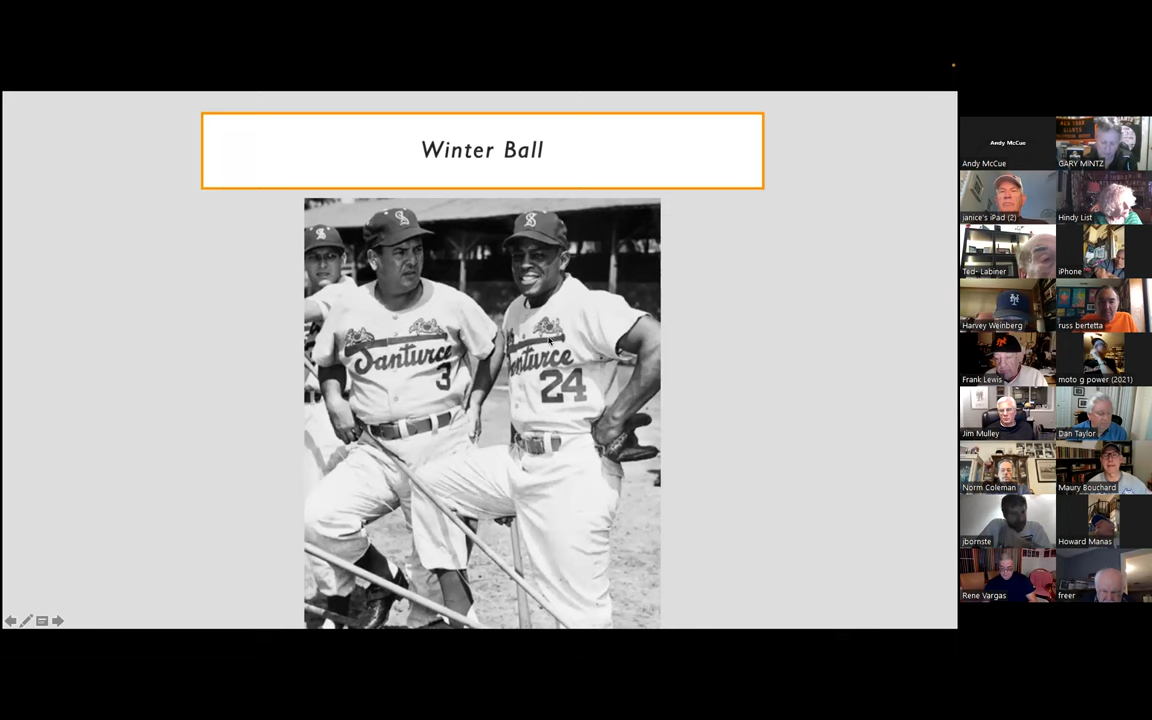 Winter Ball
S
S
S
Santurce
3
Santurce
24
Andy McCue
Andy McCue
GARY MINTZ
janice's iPad (2)
Hindy List
Ted- Labiner
iPhone
Harvey Weinberg
russ bertetta
Frank Lewis
moto g power (2021)
Jim Mulley
Dan Taylor
Norm Coleman
Maury Bouchard
jbornste
Howard Manas
Rene Vargas
freer